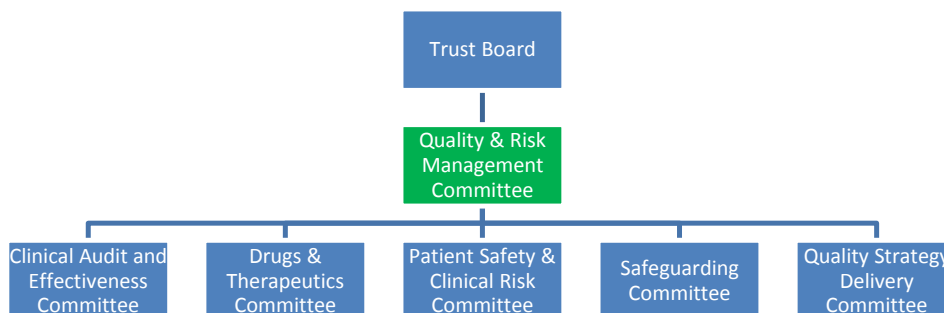 Trust Board
Quality & Risk
Management
Committee
Clinical Audit and
Effectiveness
Committee
Drugs &
Therapeutics
Committee
Patient Safety &
Clinical Risk
Committee
Safeguarding
Committee
Quality Strategy
Delivery
Committee